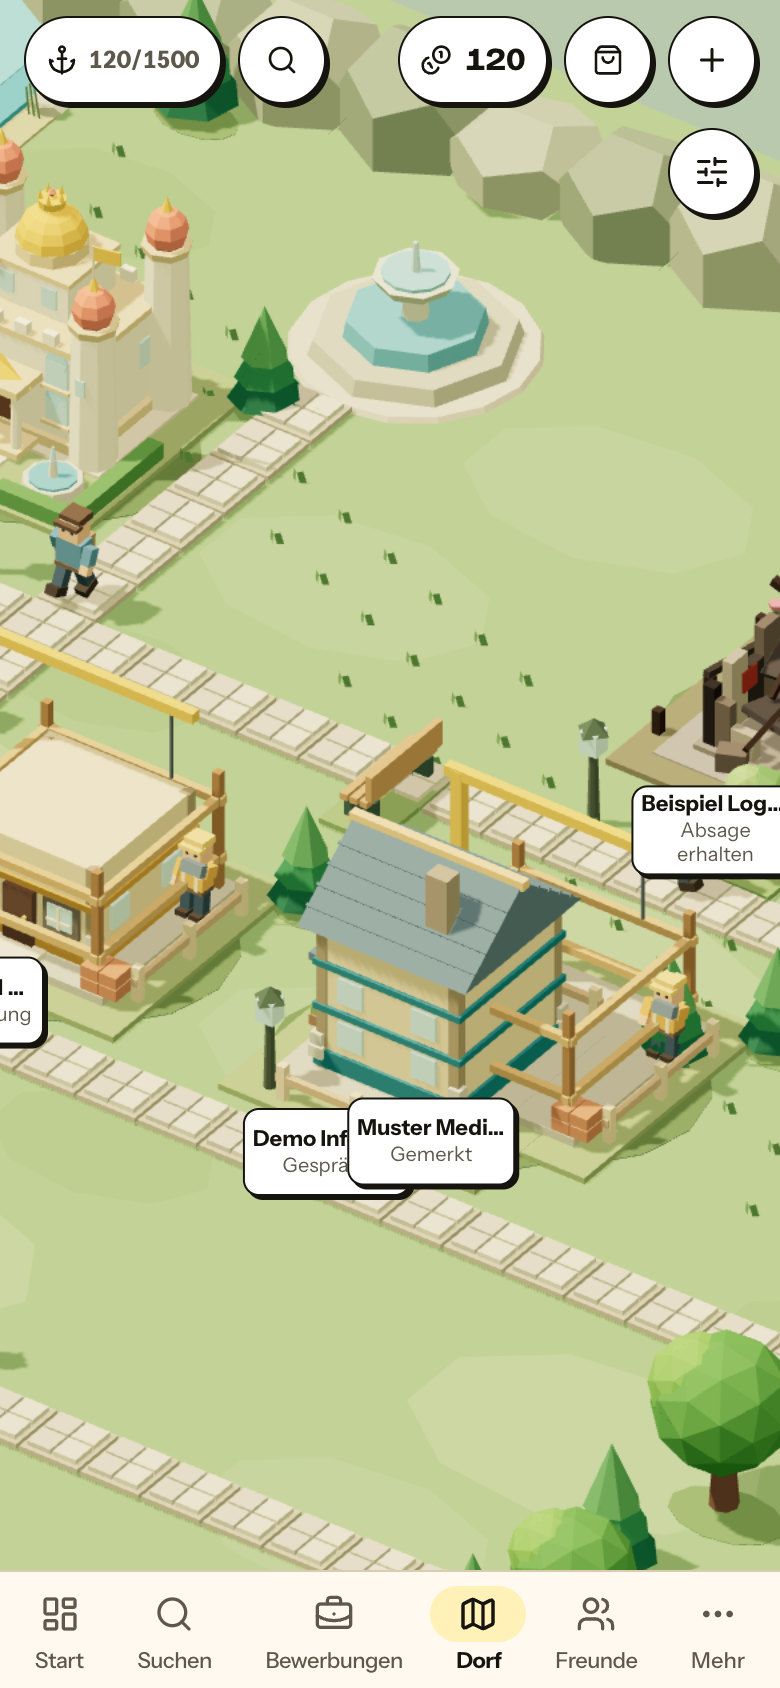 120/1500
120
Beispiel Log...
Absage
erhalten
...
ung
Demo Inf
Gesprä
Muster Medi...
Gemerkt
Start
Suchen
Bewerbungen
Dorf
Freunde
Mehr